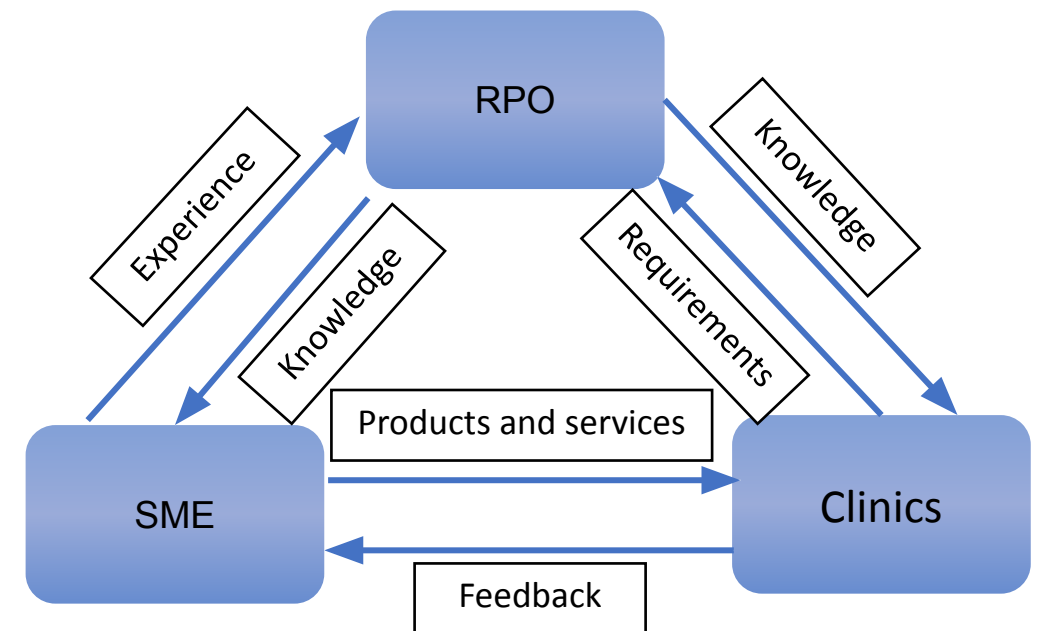 RPO
Experience
Knowledge
Knowledge
Requirements
Products and services
SME
Clinics
Feedback